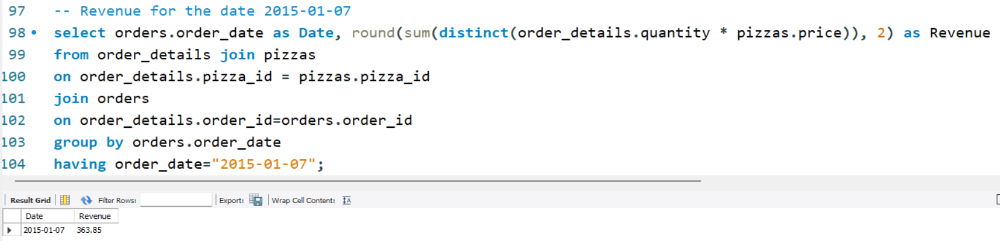 97 -- Revenue for the date 2015-01-07
98 select orders.order_date as Date, round(sum(distinct(order_details.quantity * pizzas.price)), 2) as Revenue
99 from order_details join pizzas
100 on order_details.pizza_id = pizzas.pizza_id
101 join orders
102 on order_details.order_id=orders.order_id
103 group by orders.order_date
104 having order_date="2015-01-07";
Result Grid Filter Rows: Export: Wrap Cell Content: IA
Date Revenue
2015-01-07 363.85